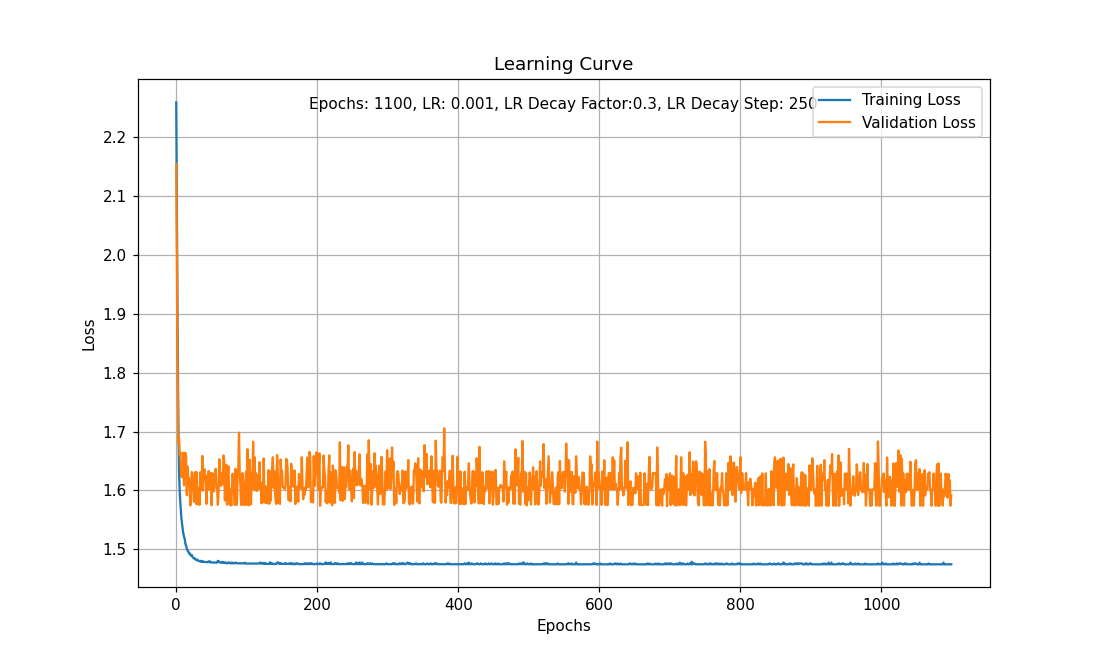 Learning Curve
Epochs: 1100, LR: 0.001, LR Decay Factor:0.3, LR Decay Step: 250
Training Loss
Validation Loss
2.2
2.1
2.0
1.9
1.8
1.7
1.6
1.5
Loss
0 200 400 600 800 1000
Epochs